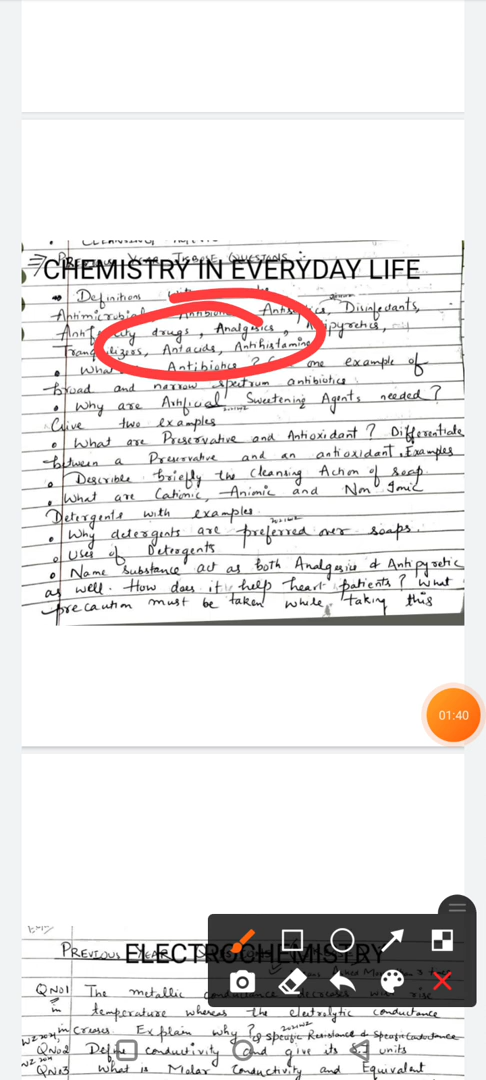 CHEMISTRY IN EVERYDAY LIFE
Definitions
Antimicrobial Disinfectants,
drugs, Analgesics,
Antacids, Antihistamine
What Antibiotics? one example of
broad and narrow spectrum antibiotics.
Why are Artificial Sweetening Agents needed?
Give two examples
What are Preservative and Antioxidant? Differentiate
between a Preservative and an antioxidant. Examples
Describe briefly the Cleansing Action of soap.
What are Cationic, Anionic and Non Ionic
Detergents with examples.
Why detergents are preferred over soaps.
Uses of Detergents
Name substance act as both Analgesics & Antipyretic
as well. How does it help heart patients? What
precaution must be taken while taking this
01:40
PREVIOUS YEAR
ELECTROCHEMISTRY
QNo1 The metallic conductance decreases with rise
in temperature whereas the electrolytic conductance
increases. Explain why?
QNo2 Define conductivity and give its S.I units
QNo3 What is Molar Conductivity and Equivalent